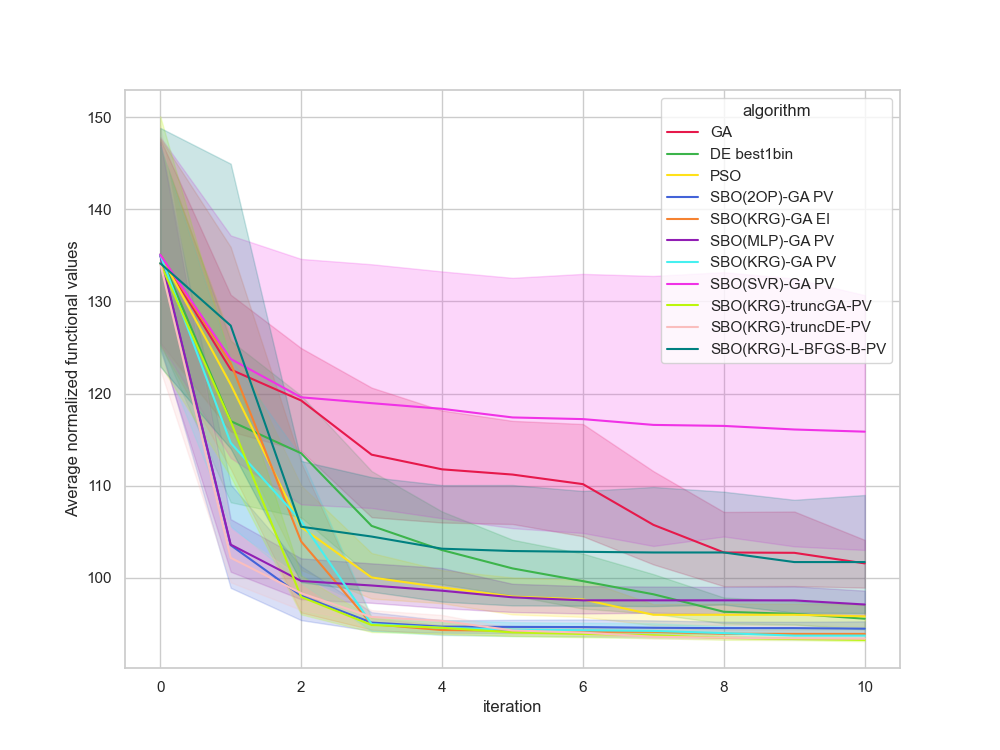 algorithm
GA
DE best1bin
PSO
SBO(2OP)-GA PV
SBO(KRG)-GA EI
SBO(MLP)-GA PV
SBO(KRG)-GA PV
SBO(SVR)-GA PV
SBO(KRG)-truncGA-PV
SBO(KRG)-truncDE-PV
SBO(KRG)-L-BFGS-B-PV
Average normalized functional values
150
140
130
120
110
100
0 2 4 6 8 10
iteration